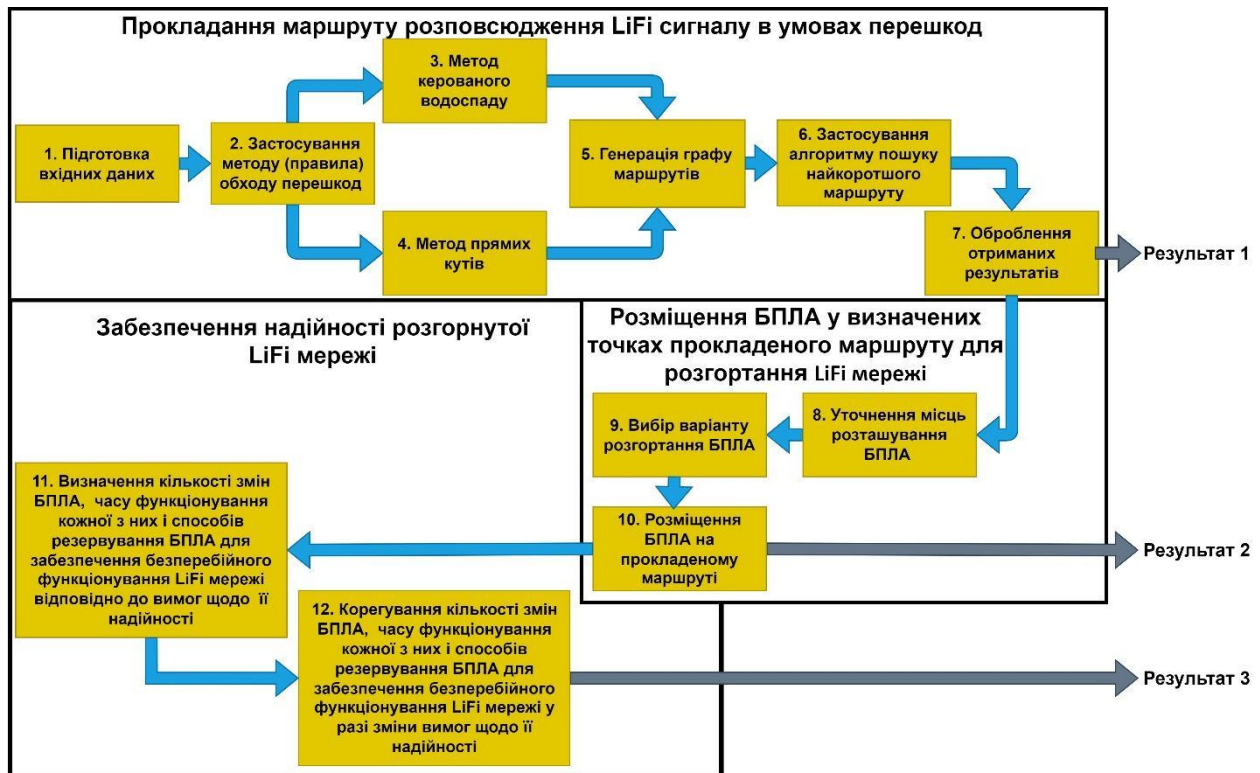 Прокладання маршруту розповсюдження LiFi сигналу в умовах перешкод
1. Підготовка
вхідних даних
2. Застосування
методу (правила)
обходу перешкод
3. Метод
керованого
водоспаду
4. Метод прямих
кутів
5. Генерація графу
маршрутів
6. Застосування
алгоритму пошуку
найкоротшого
маршруту
7. Оброблення
отриманих
результатів
Результат 1
Забезпечення надійності розгорнутої
LiFi мережі
Розміщення БПЛА у визначених
точках прокладеного маршруту для
розгортання LiFi мережі
8. Уточнення місць
розташування
БПЛА
9. Вибір варіанту
розгортання БПЛА
10. Розміщення
БПЛА на
прокладеному
маршруті
Результат 2
11. Визначення кількості змін
БПЛА, часу функціонування
кожної з них і способів
резервування БПЛА для
забезпечення безперебійного
функціонування LiFi мережі
відповідно до вимог щодо її
надійності
12. Корегування кількості змін
БПЛА, часу функціонування
кожної з них і способів
резервування БПЛА для
забезпечення безперебійного
функціонування LiFi мережі у
разі зміни вимог щодо її
надійності
Результат 3